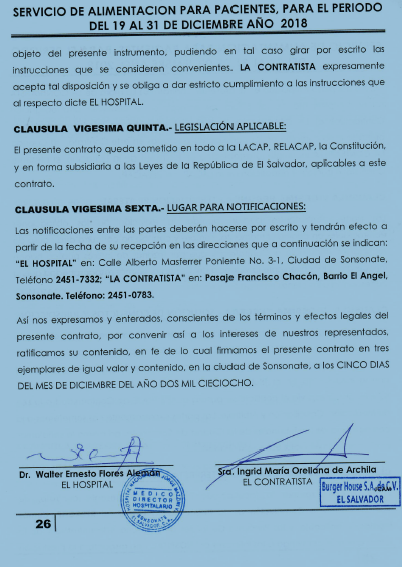 SERVICIO DE ALIMENTACION PARA PACIENTES, PARA EL PERIODO
DEL 19 AL 31 DE DICIEMBRE AÑO 2018
objeto del presente instrumento, pudiendo en tal caso girar por escrito las
instrucciones que se consideren convenientes.. LA CONTRATISTA expresamente
acepta tal disposición y se obliga a dar estricto cumplimiento a las instrucciones que
al respecto dicte EL HOSPITAL.
CLAUSULA VIGESIMA QUINTA.- LEGISLACIÓN APLICABLE:
El presente contrato queda sometido en todo a la LACAP, RELACAP, la Constitución,
y en forma subsidiaria a las Leyes de la República de El Salvador, aplicables a este
contrato.
CLAUSULA VIGESIMA SEXTA.- LUGAR PARA NOTIFICACIONES:
Las notificaciones entre las partes deberán hacerse por escrito y tendrán efecto a
partir de la fecha de su recepción en las direcciones que a continuación se indican:
"EL HOSPITAL" en: Calle Alberto Masferrer Poniente No. 3-1, Ciudad de Sonsonate,
Teléfono 2451-7332; "LA CONTRATISTA" en: Pasaje Francisco Chacón, Barrio El Angel,
Sonsonate. Teléfono: 2451-0783.
Así nos expresamos y enterados, conscientes de los términos y efectos legales del
presente contrato, por convenir así a los intereses de nuestros representados,
ratificamos su contenido, en fe de lo cual firmamos el presente contrato en tres
ejemplares de igual valor y contenido, en la ciudad de Sonsonate, a los CINCO DIAS
DEL MES DE DICIEMBRE DEL AÑO DOS MIL CIECIOCHO.
Dr. Walter Ernesto Flores Alemán
EL HOSPITAL
Sra. Ingrid María Orellana de Archila
EL CONTRATISTA
MEDICO
DIRECTOR
HOSPITALARIO
SONSONATE
EL SALVADOR
Burger House S.A. de C.V.
EL SALVADOR
26